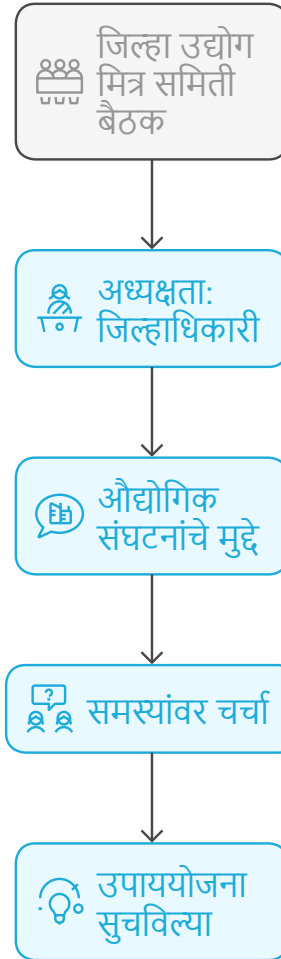 जिल्हा उद्योग
मित्र समिती
बैठक
अध्यक्षता:
जिल्हाधिकारी
औद्योगिक
संघटनांचे मुद्दे
समस्यांवर चर्चा
उपाययोजना
सुचविल्या